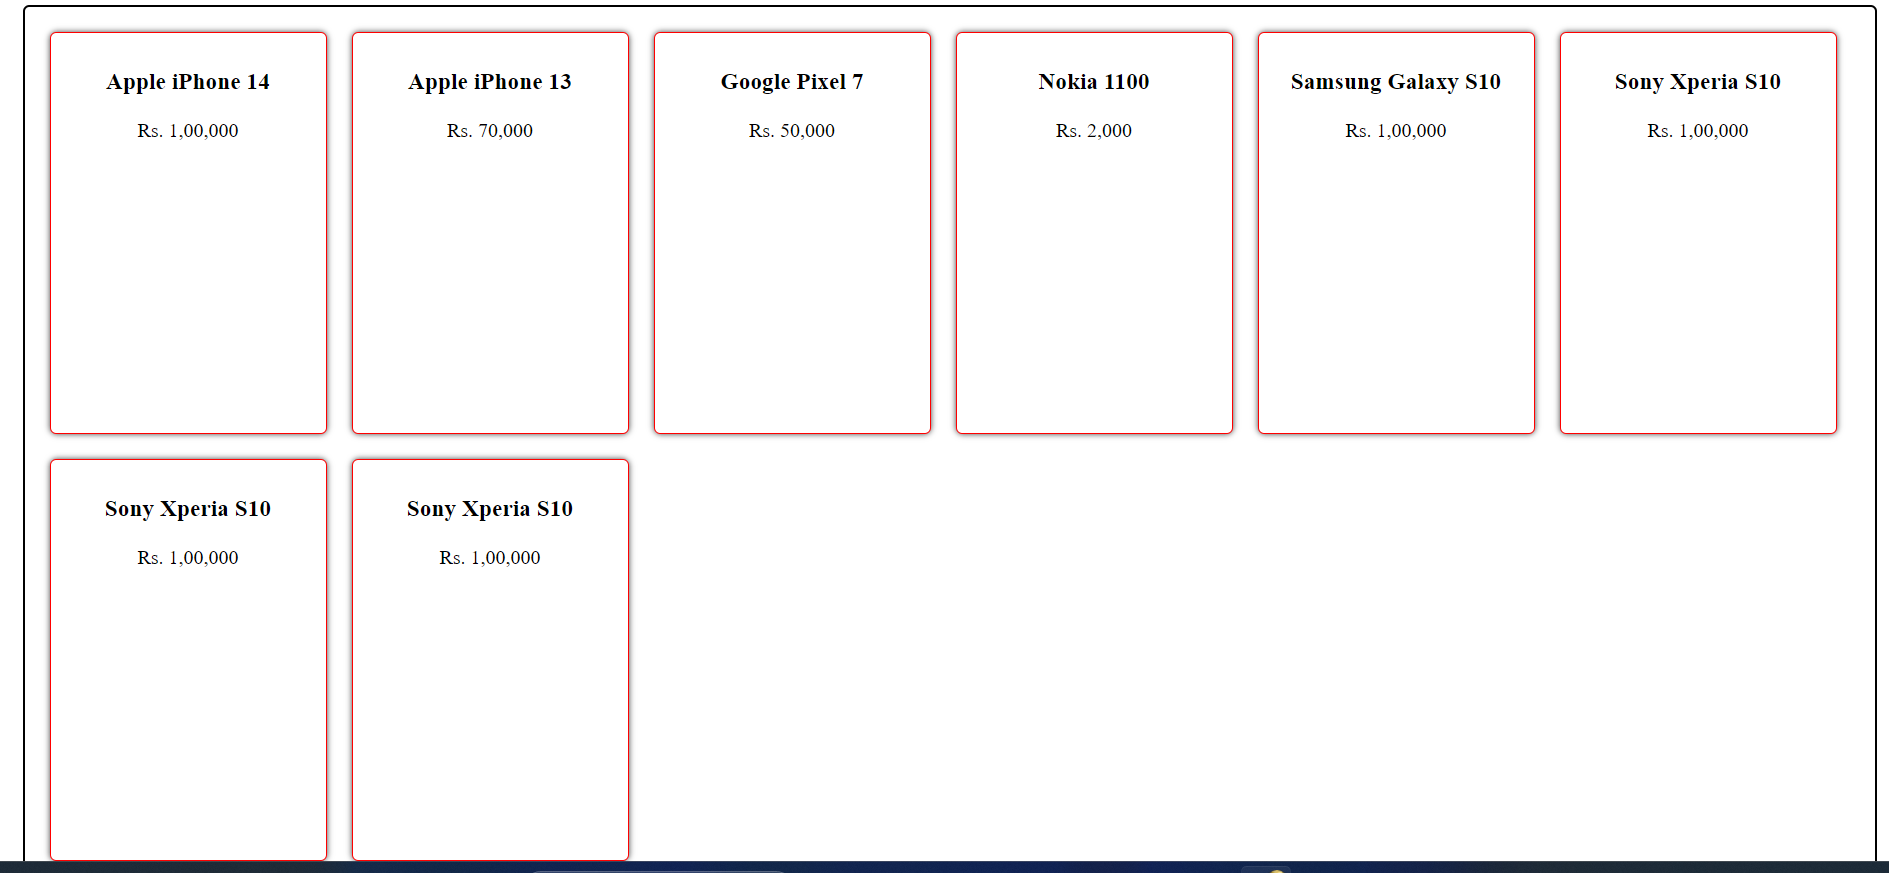 Apple iPhone 14
Rs. 1,00,000
Apple iPhone 13
Rs. 70,000
Google Pixel 7
Rs. 50,000
Nokia 1100
Rs. 2,000
Samsung Galaxy S10
Rs. 1,00,000
Sony Xperia S10
Rs. 1,00,000
Sony Xperia S10
Rs. 1,00,000
Sony Xperia S10
Rs. 1,00,000